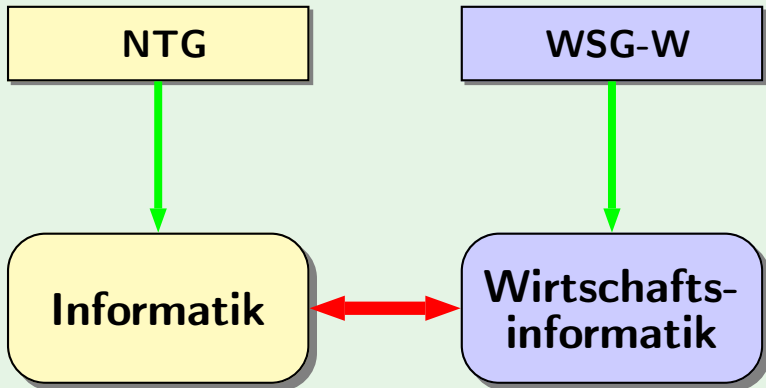 NTG
WSG-W
Informatik
Wirtschafts-
informatik